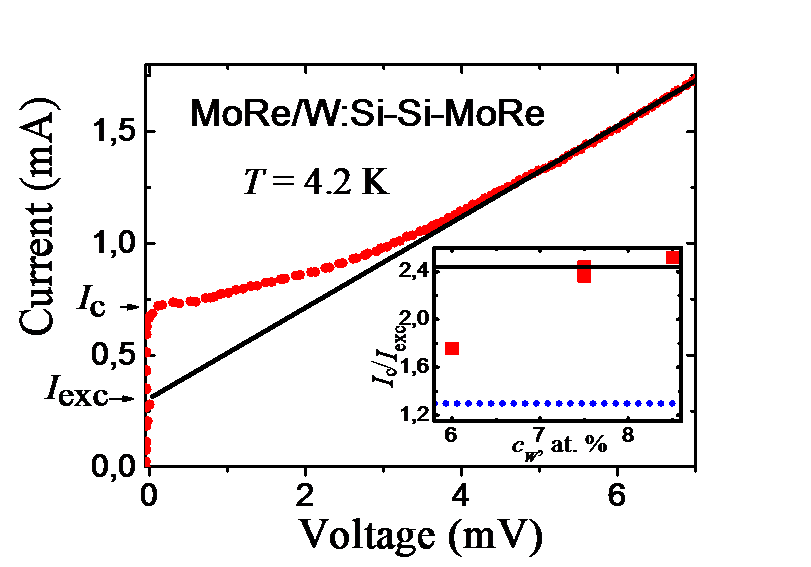 MoRe/W:Si-Si-MoRe
T = 4.2 K
Current (mA)
1,5
1,0
0,5
0,0
Ic
Iexc
0
2
4
6
Voltage (mV)
Ic/Iexc
2,4
2,0
1,6
1,2
6
7
8
cW, at. %